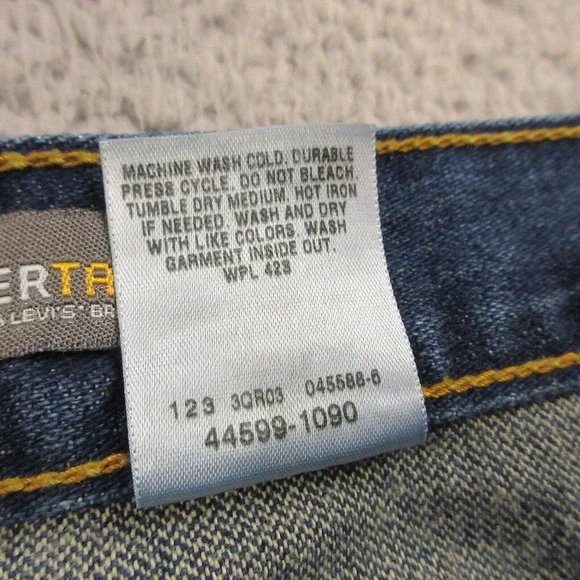 MACHINE WASH COLD. DURABLE
PRESS CYCLE. DO NOT BLEACH.
TUMBLE DRY MEDIUM. HOT IRON
IF NEEDED. WASH AND DRY
WITH LIKE COLORS. WASH
GARMENT INSIDE OUT.
WPL 423
ERTA
LEVI'S BR
123 3QR03 045588-6
44599-1090